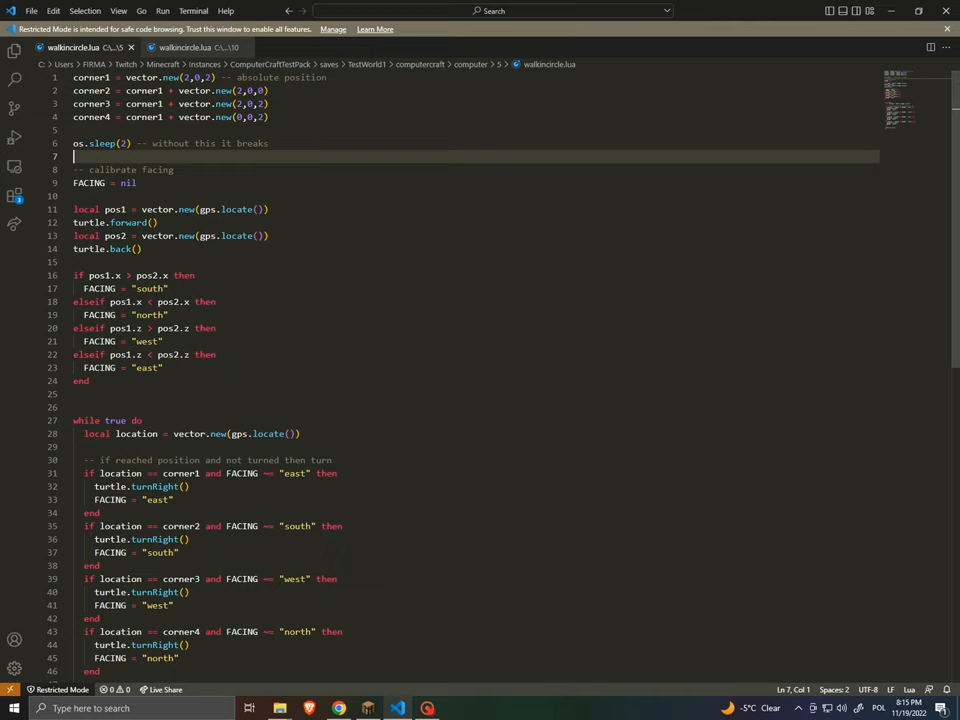 File Edit Selection View Go Run Terminal Help
Search
Restricted Mode is intended for safe code browsing. Trust this window to enable all features. Manage Learn More
walkincircle.lua C:\...\5
walkincircle.lua C:\...\10
C: > Users > FIRMA > Twitch > Minecraft > Instances > ComputerCraftTestPack > saves > TestWorld1 > computercraft > computer > 5 > walkincircle.lua
1 corner1 = vector.new(2,0,2) -- absolute position
2 corner2 = corner1 + vector.new(2,0,0)
3 corner3 = corner1 + vector.new(2,0,2)
4 corner4 = corner1 + vector.new(0,0,2)
5
6 os.sleep(2) -- without this it breaks
7
8 -- calibrate facing
9 FACING = nil
10
11 local pos1 = vector.new(gps.locate())
12 turtle.forward()
13 local pos2 = vector.new(gps.locate())
14 turtle.back()
15
16 if pos1.x > pos2.x then
17 FACING = "south"
18 elseif pos1.x < pos2.x then
19 FACING = "north"
20 elseif pos1.z > pos2.z then
21 FACING = "west"
22 elseif pos1.z < pos2.z then
23 FACING = "east"
24 end
25
26
27 while true do
28 local location = vector.new(gps.locate())
29
30 -- if reached position and not turned then turn
31 if location == corner1 and FACING ~= "east" then
32 turtle.turnRight()
33 FACING = "east"
34 end
35 if location == corner2 and FACING ~= "south" then
36 turtle.turnRight()
37 FACING = "south"
38 end
39 if location == corner3 and FACING ~= "west" then
40 turtle.turnRight()
41 FACING = "west"
42 end
43 if location == corner4 and FACING ~= "north" then
44 turtle.turnRight()
45 FACING = "north"
46 end
Restricted Mode 0 0 Live Share
Ln 7, Col 1 Spaces: 2 UTF-8 LF Lua
Type here to search
-5°C Clear
POL
8:15 PM
11/19/2022